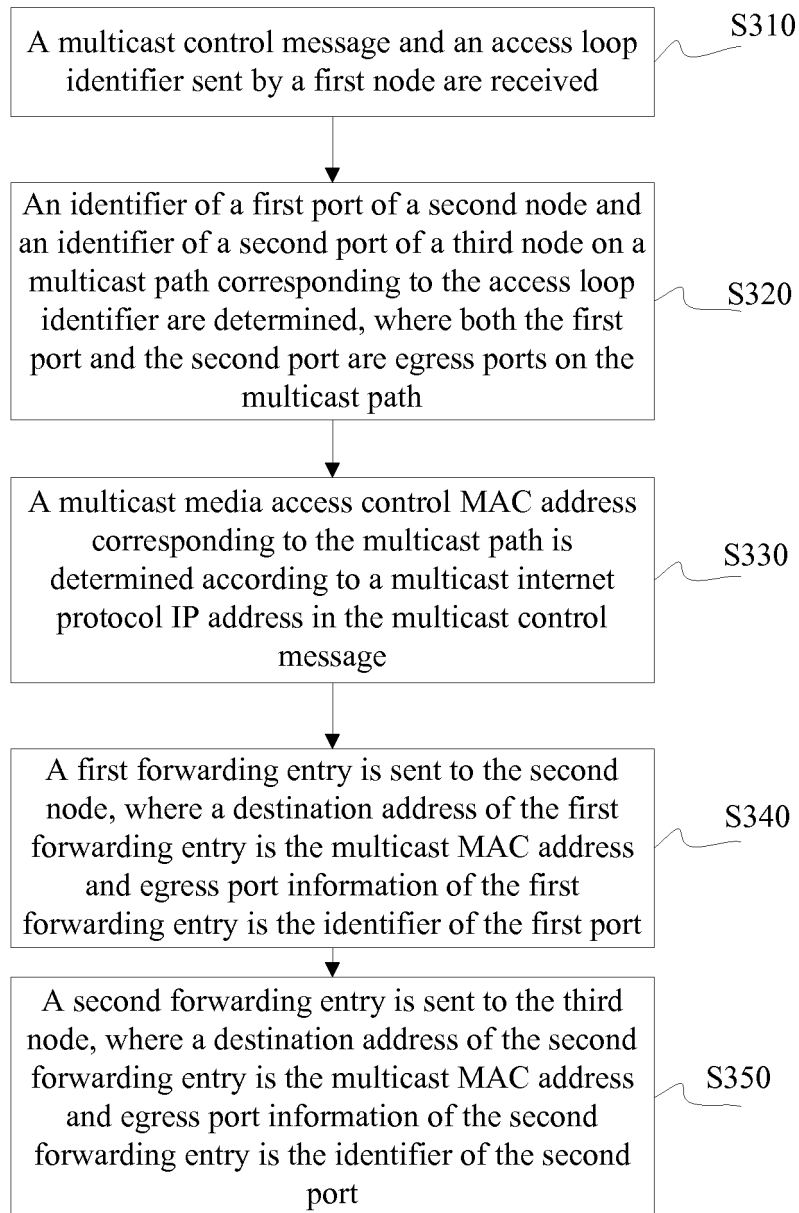 A multicast control message and an access loop
identifier sent by a first node are received
S310
An identifier of a first port of a second node and
an identifier of a second port of a third node on a
multicast path corresponding to the access loop
identifier are determined, where both the first
port and the second port are egress ports on the
multicast path
S320
A multicast media access control MAC address
corresponding to the multicast path is
determined according to a multicast internet
protocol IP address in the multicast control
message
S330
A first forwarding entry is sent to the second
node, where a destination address of the first
forwarding entry is the multicast MAC address
and egress port information of the first
forwarding entry is the identifier of the first port
S340
A second forwarding entry is sent to the third
node, where a destination address of the second
forwarding entry is the multicast MAC address
and egress port information of the second
forwarding entry is the identifier of the second
port
S350